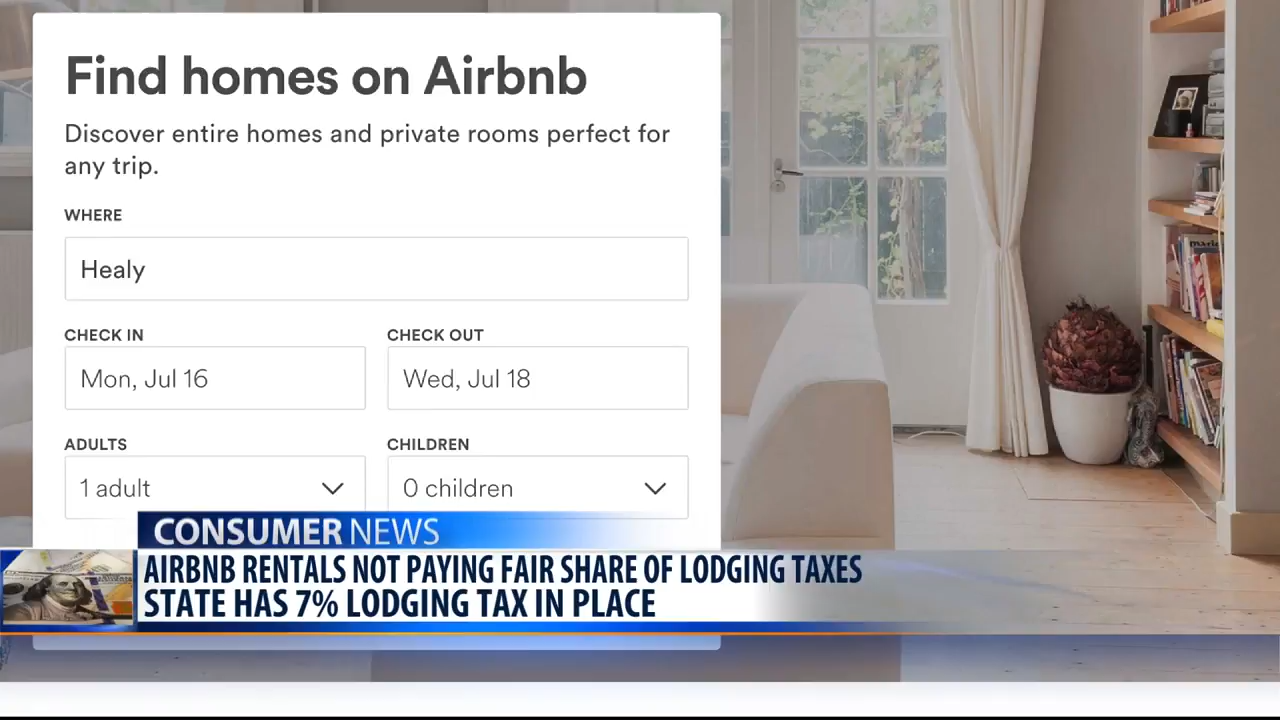 Find homes on Airbnb
Discover entire homes and private rooms perfect for
any trip.
WHERE
Healy
CHECK IN
CHECK OUT
Mon, Jul 16
Wed, Jul 18
ADULTS
CHILDREN
1 adult
0 children
CONSUMER NEWS
AIRBNB RENTALS NOT PAYING FAIR SHARE OF LODGING TAXES
STATE HAS 7% LODGING TAX IN PLACE